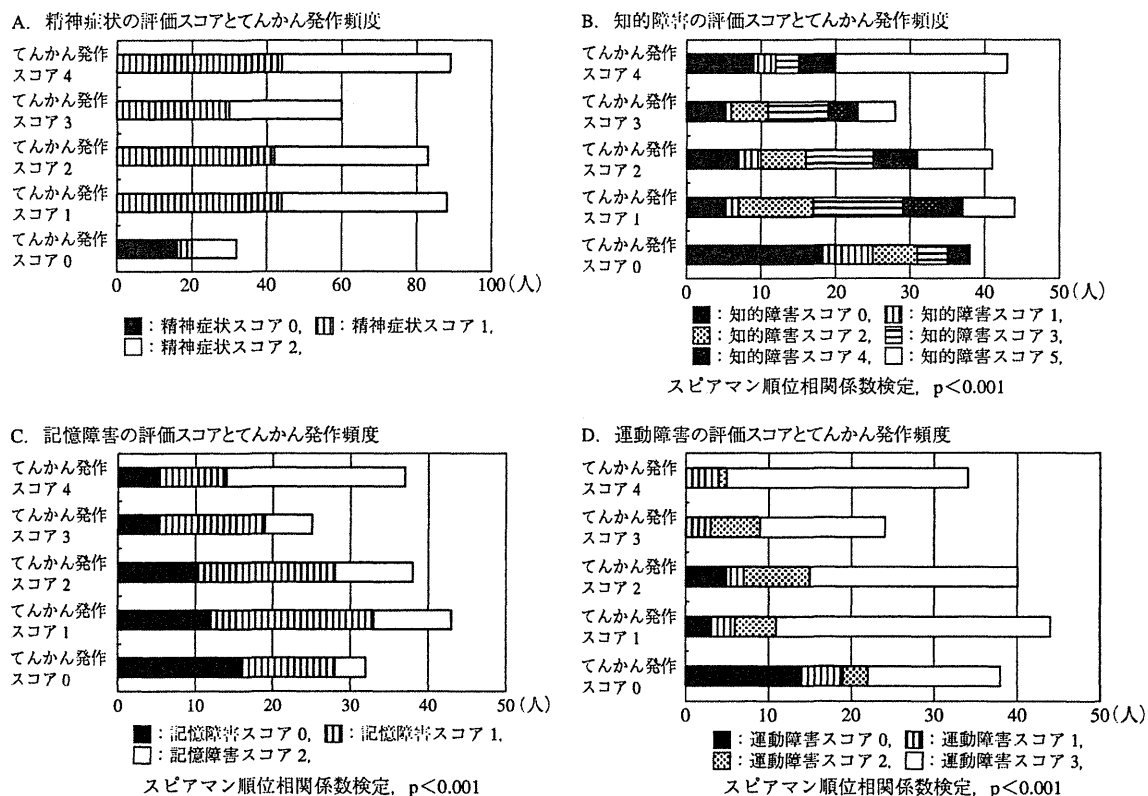 A. 精神症状の評価スコアとてんかん発作頻度
てんかん発作
スコア 4
てんかん発作
スコア 3
てんかん発作
スコア 2
てんかん発作
スコア 1
てんかん発作
スコア 0
0 20 40 60 80 100(人)
■：精神症状スコア 0, ：精神症状スコア 1,
□：精神症状スコア 2,
B. 知的障害の評価スコアとてんかん発作頻度
てんかん発作
スコア 4
てんかん発作
スコア 3
てんかん発作
スコア 2
てんかん発作
スコア 1
てんかん発作
スコア 0
0 10 20 30 40 50(人)
■：知的障害スコア 0, ：知的障害スコア 1,
：知的障害スコア 2, ：知的障害スコア 3,
■：知的障害スコア 4, □：知的障害スコア 5,
スピアマン順位相関係数検定, p<0.001
C. 記憶障害の評価スコアとてんかん発作頻度
てんかん発作
スコア 4
てんかん発作
スコア 3
てんかん発作
スコア 2
てんかん発作
スコア 1
てんかん発作
スコア 0
0 10 20 30 40 50(人)
■：記憶障害スコア 0, ：記憶障害スコア 1,
□：記憶障害スコア 2,
スピアマン順位相関係数検定, p<0.001
D. 運動障害の評価スコアとてんかん発作頻度
てんかん発作
スコア 4
てんかん発作
スコア 3
てんかん発作
スコア 2
てんかん発作
スコア 1
てんかん発作
スコア 0
0 10 20 30 40 50(人)
■：運動障害スコア 0, ：運動障害スコア 1,
：運動障害スコア 2, □：運動障害スコア 3,
スピアマン順位相関係数検定, p<0.001